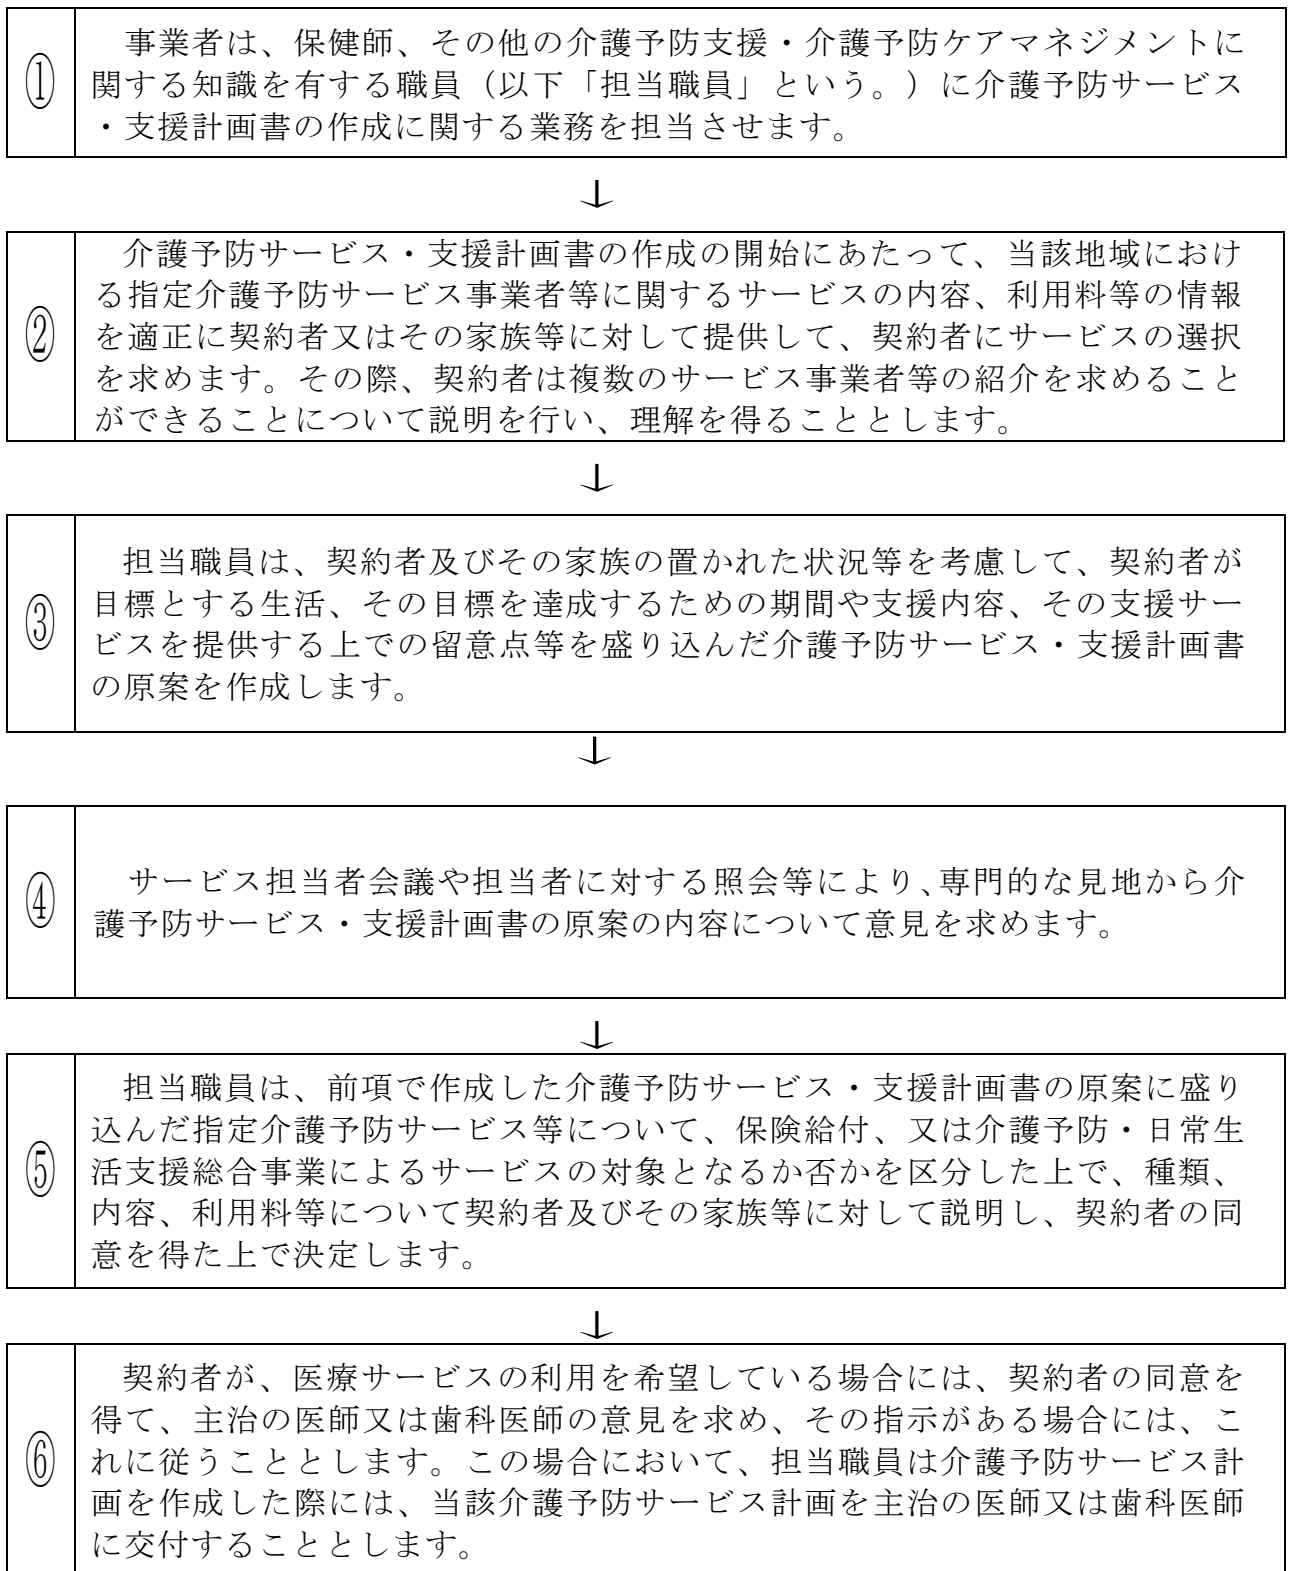 ①
事業者は、保健師、その他の介護予防支援・介護予防ケアマネジメントに
関する知識を有する職員（以下「担当職員」という。）に介護予防サービス
・支援計画書の作成に関する業務を担当させます。
↓
②
介護予防サービス・支援計画書の作成の開始にあたって、当該地域におけ
る指定介護予防サービス事業者等に関するサービスの内容、利用料等の情報
を適正に契約者又はその家族等に対して提供して、契約者にサービスの選択
を求めます。その際、契約者は複数のサービス事業者等の紹介を求めること
ができることについて説明を行い、理解を得ることとします。
↓
③
担当職員は、契約者及びその家族の置かれた状況等を考慮して、契約者が
目標とする生活、その目標を達成するための期間や支援内容、その支援サー
ビスを提供する上での留意点等を盛り込んだ介護予防サービス・支援計画書
の原案を作成します。
↓
④
サービス担当者会議や担当者に対する照会等により、専門的な見地から介
護予防サービス・支援計画書の原案の内容について意見を求めます。
↓
⑤
担当職員は、前項で作成した介護予防サービス・支援計画書の原案に盛り
込んだ指定介護予防サービス等について、保険給付、又は介護予防・日常生
活支援総合事業によるサービスの対象となるか否かを区分した上で、種類、
内容、利用料等について契約者及びその家族等に対して説明し、契約者の同
意を得た上で決定します。
↓
⑥
契約者が、医療サービスの利用を希望している場合には、契約者の同意を
得て、主治の医師又は歯科医師の意見を求め、その指示がある場合には、こ
れに従うこととします。この場合において、担当職員は介護予防サービス計
画を作成した際には、当該介護予防サービス計画を主治の医師又は歯科医師
に交付することとします。